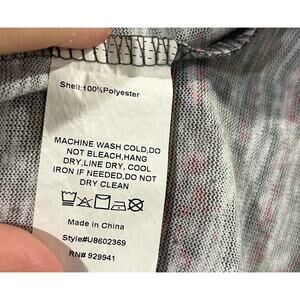 Shell:100%Polyester
MACHINE WASH COLD,DO
NOT BLEACH,HANG
DRY,LINE DRY, COOL
IRON IF NEEDED,DO NOT
DRY CLEAN
Made in China
Style#U8602369
RN# 929941